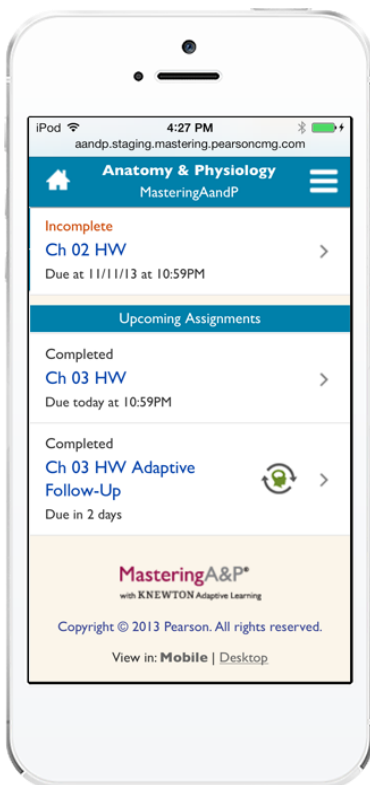 iPod 4:27 PM
aandp.staging.mastering.pearsoncmg.com
Anatomy & Physiology
MasteringAandP
Incomplete
Ch 02 HW
Due at 11/11/13 at 10:59PM
Upcoming Assignments
Completed
Ch 03 HW
Due today at 10:59PM
Completed
Ch 03 HW Adaptive
Follow-Up
Due in 2 days
MasteringA&P®
with KNEWTON Adaptive Learning
Copyright © 2013 Pearson. All rights reserved.
View in: Mobile | Desktop